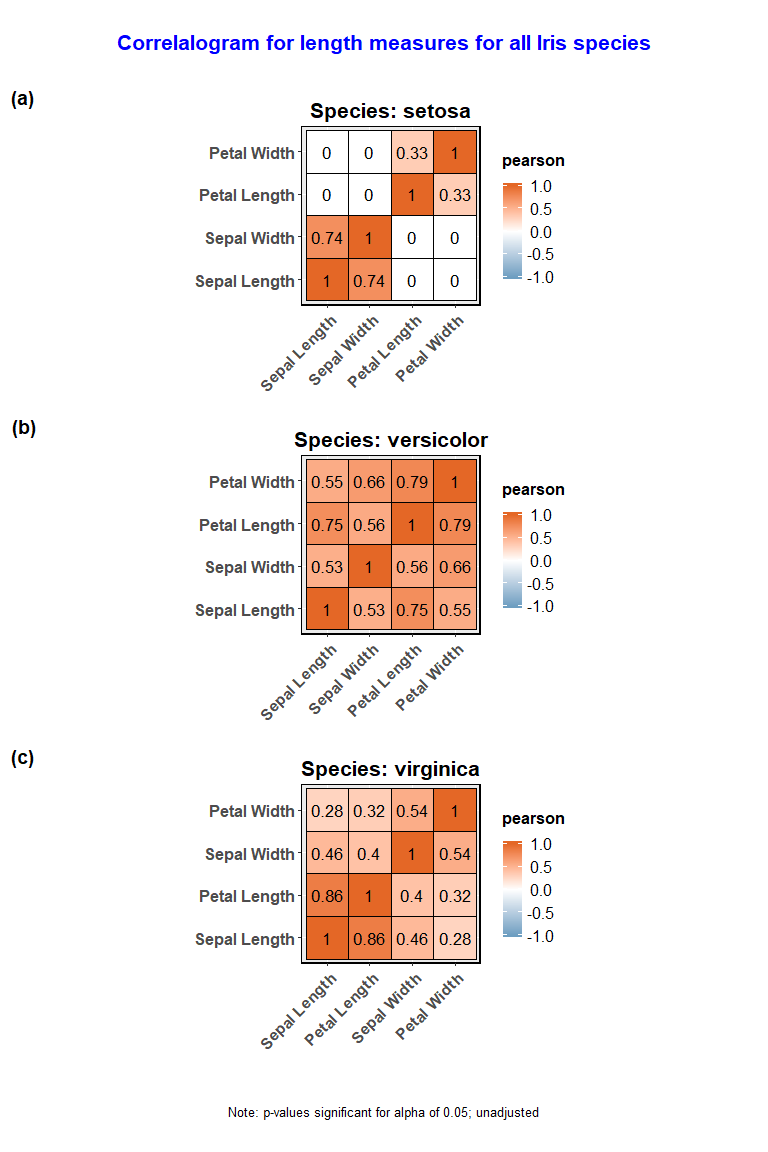 Correlalogram for length measures for all Iris species
(a)
Species: setosa
Petal Width 0 0 0.33 1
Petal Length 0 0 1 0.33
Sepal Width 0.74 1 0 0
Sepal Length 1 0.74 0 0
Sepal Length Sepal Width Petal Length Petal Width
pearson
1.0
0.5
0.0
-0.5
-1.0
(b)
Species: versicolor
Petal Width 0.55 0.66 0.79 1
Petal Length 0.75 0.56 1 0.79
Sepal Width 0.53 1 0.56 0.66
Sepal Length 1 0.53 0.75 0.55
Sepal Length Sepal Width Petal Length Petal Width
pearson
1.0
0.5
0.0
-0.5
-1.0
(c)
Species: virginica
Petal Width 0.28 0.32 0.54 1
Sepal Width 0.46 0.4 1 0.54
Petal Length 0.86 1 0.4 0.32
Sepal Length 1 0.86 0.46 0.28
Sepal Length Petal Length Sepal Width Petal Width
pearson
1.0
0.5
0.0
-0.5
-1.0
Note: p-values significant for alpha of 0.05; unadjusted